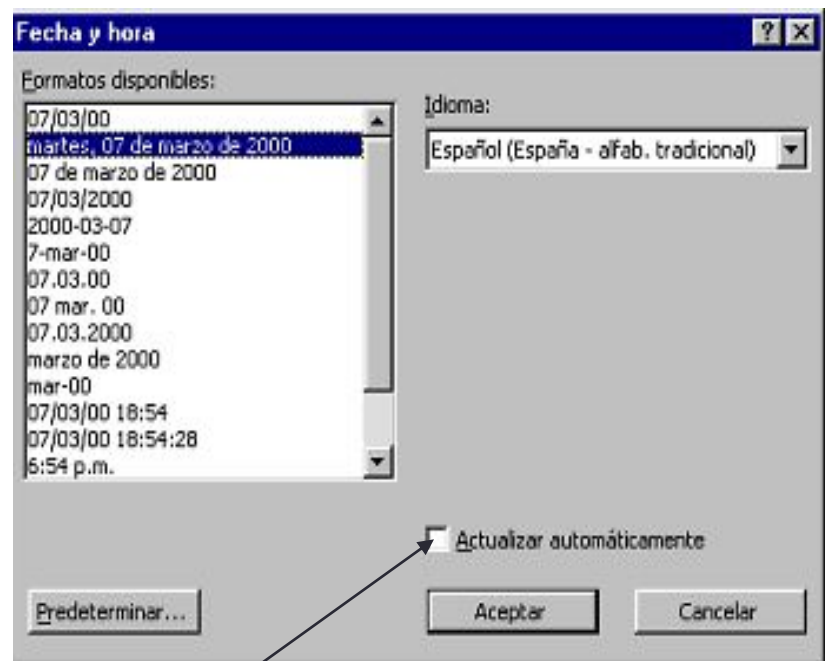 Fecha y hora
Formatos disponibles:
07/03/00
martes, 07 de marzo de 2000
07 de marzo de 2000
07/03/2000
2000-03-07
7-mar-00
07.03.00
07 mar. 00
07.03.2000
marzo de 2000
mar-00
07/03/00 18:54
07/03/00 18:54:28
6:54 p.m.
Idioma:
Español (España - alfab. tradicional)
Actualizar automáticamente
Predeterminar...
Aceptar
Cancelar